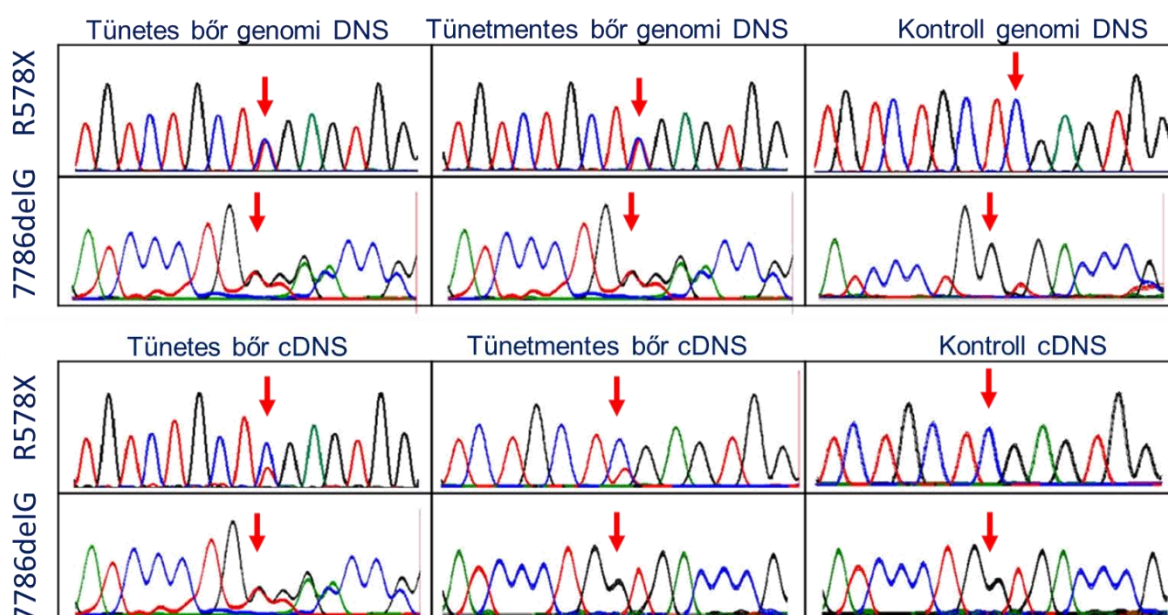 Tünetes bőr genomi DNS
Tünetmentes bőr genomi DNS
Kontroll genomi DNS
R578X
7786delG
Tünetes bőr cDNS
Tünetmentes bőr cDNS
Kontroll cDNS
R578X
7786delG